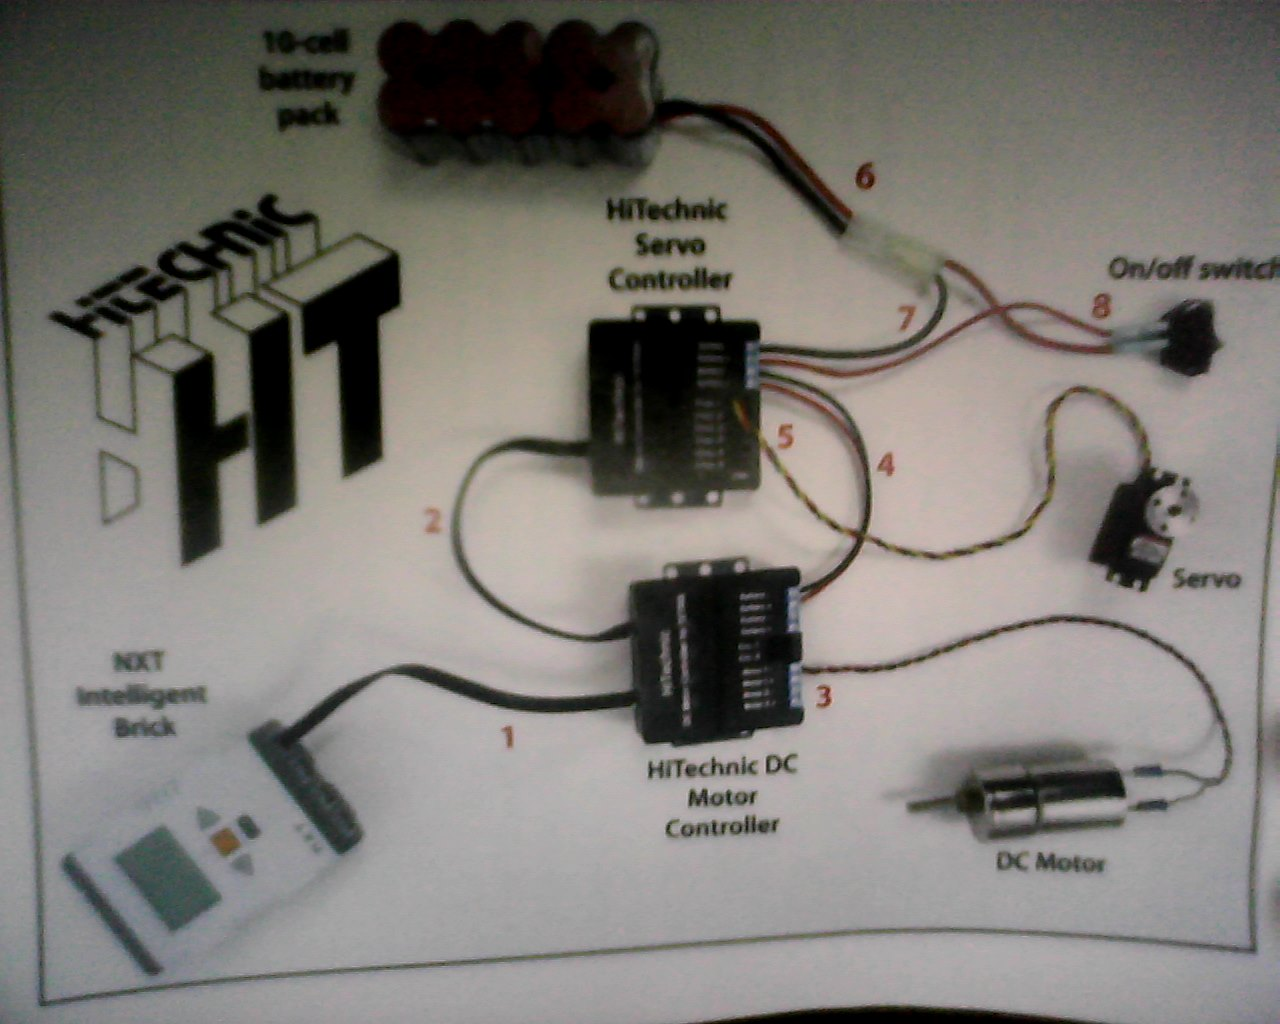 10-cell
battery
pack
6
HiTechnic
Servo
Controller
On/off switch
HiTECHNiC
HT
7
8
5
4
2
Servo
NXT
Intelligent
Brick
3
1
HiTechnic DC
Motor
Controller
DC Motor